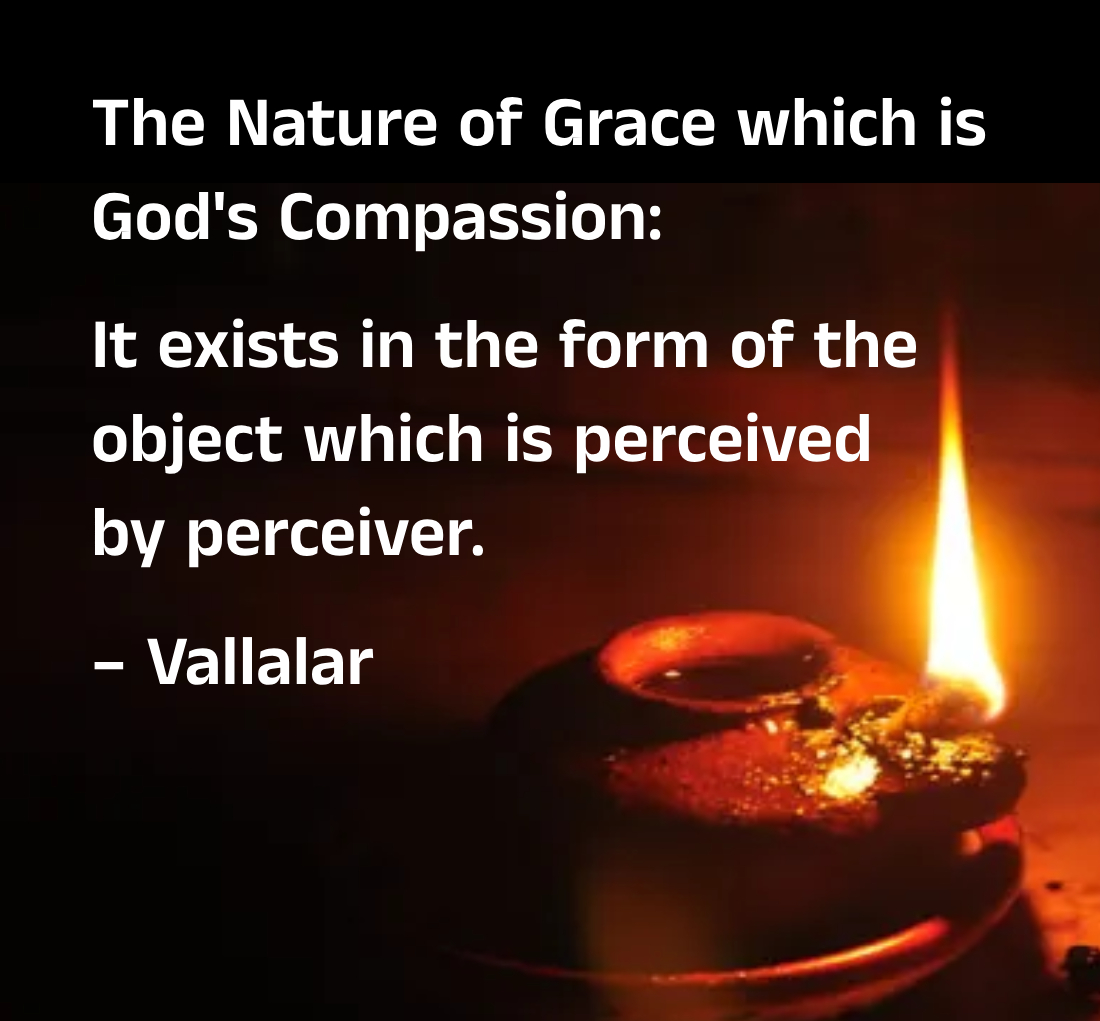 The Nature of Grace which is
God's Compassion:
It exists in the form of the
object which is perceived
by perceiver.
– Vallalar